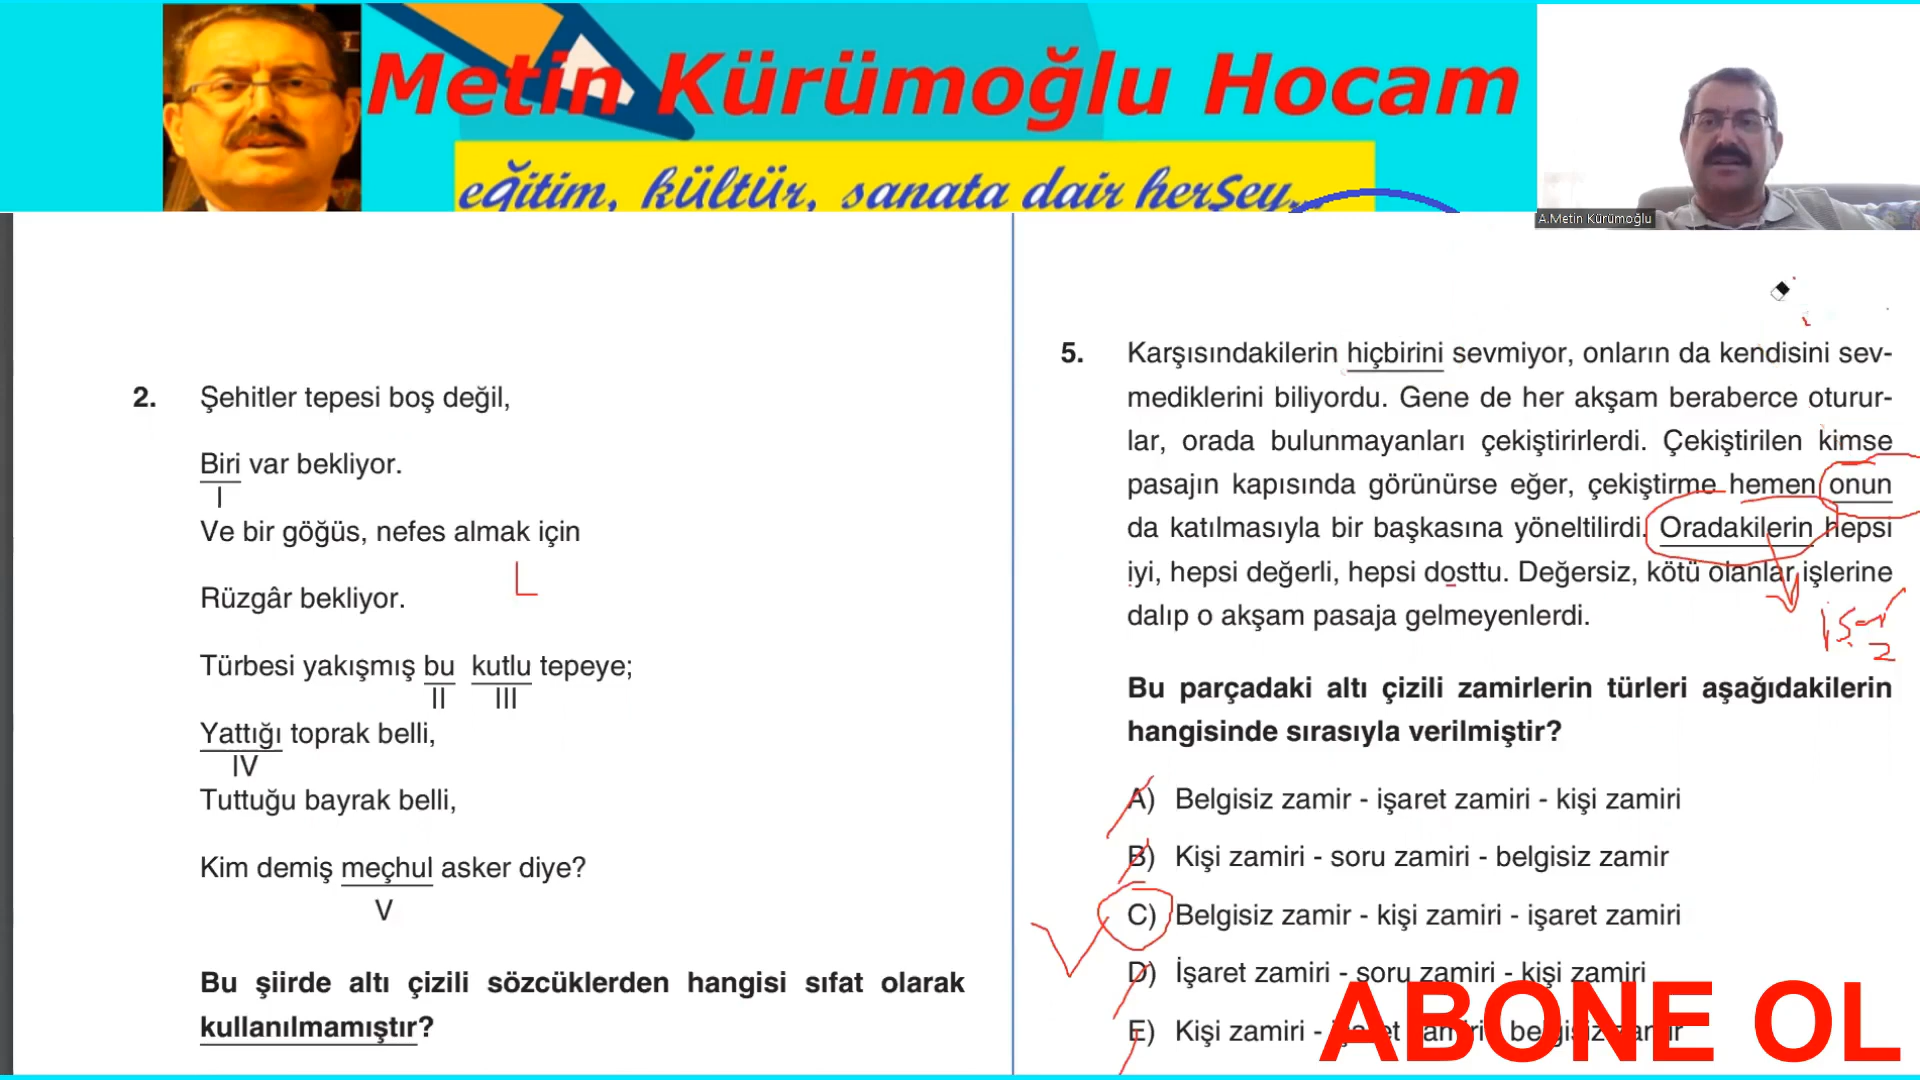 Metin Kürümoğlu Hocam
eğitim, kültür, sanata dair herşey...
A.Metin Kürümoğlu
2. Şehitler tepesi boş değil,
Biri var bekliyor.
I
Ve bir göğüs, nefes almak için
Rüzgâr bekliyor.
Türbesi yakışmış bu kutlu tepeye;
II III
Yattığı toprak belli,
IV
Tuttuğu bayrak belli,
Kim demiş meçhul asker diye?
V
Bu şiirde altı çizili sözcüklerden hangisi sıfat olarak
kullanılmamıştır?
5. Karşısındakilerin hiçbirini sevmiyor, onların da kendisini sev-
mediklerini biliyordu. Gene de her akşam beraberce oturur-
lar, orada bulunmayanları çekiştirirlerdi. Çekiştirilen kimse
pasajın kapısında görünürse eğer, çekiştirme hemen onun
da katılmasıyla bir başkasına yöneltilirdi. Oradakilerin hepsi
iyi, hepsi değerli, hepsi dosttu. Değersiz, kötü olanlar işlerine
dalıp o akşam pasaja gelmeyenlerdi.
Bu parçadaki altı çizili zamirlerin türleri aşağıdakilerin
hangisinde sırasıyla verilmiştir?
A) Belgisiz zamir - işaret zamiri - kişi zamiri
B) Kişi zamiri - soru zamiri - belgisiz zamir
C) Belgisiz zamir - kişi zamiri - işaret zamiri
D) İşaret zamiri - soru zamiri - kişi zamiri
E) Kişi zamiri - işaret zamiri - belgisiz zamir
ABONE OL